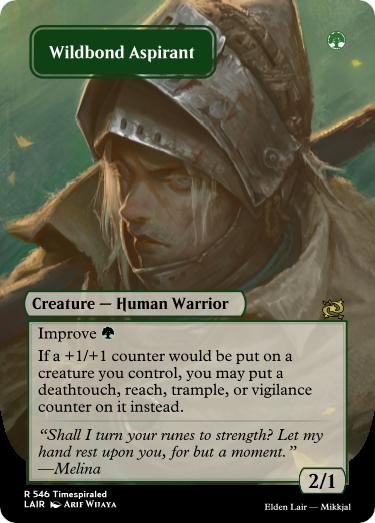 Wildbond Aspirant
Creature — Human Warrior
Improve
If a +1/+1 counter would be put on a
creature you control, you may put a
deathtouch, reach, trample, or vigilance
counter on it instead.
“Shall I turn your runes to strength? Let my
hand rest upon you, for but a moment.”
—Melina
2/1
R 546 Timespiraled
LAIR Arif Wijaya
Elden Lair — Mikkjal